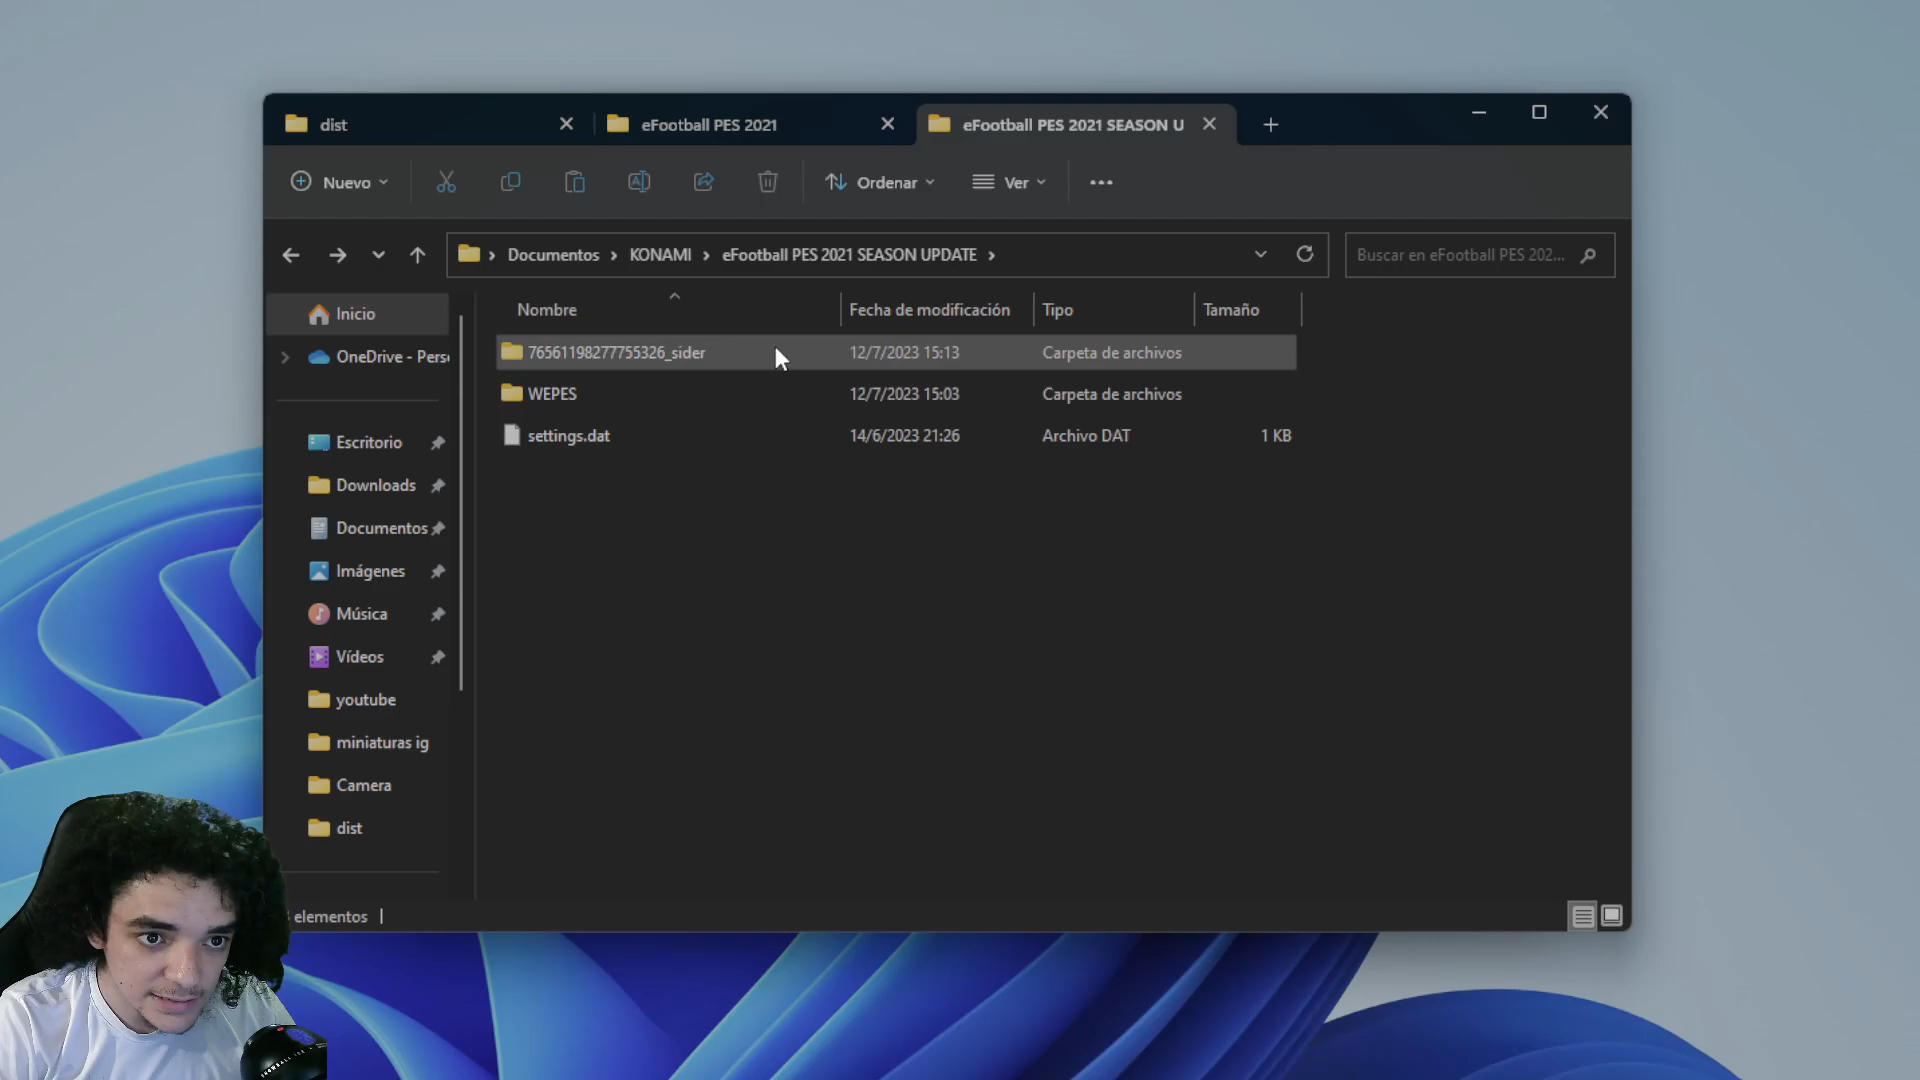 dist
eFootball PES 2021
eFootball PES 2021 SEASON U
Nuevo
Ordenar
Ver
Documentos > KONAMI > eFootball PES 2021 SEASON UPDATE >
Buscar en eFootball PES 202...
Nombre
Fecha de modificación
Tipo
Tamaño
76561198277755326_sider
12/7/2023 15:13
Carpeta de archivos
WEPES
12/7/2023 15:03
Carpeta de archivos
settings.dat
14/6/2023 21:26
Archivo DAT
1 KB
Inicio
OneDrive - Pers
Escritorio
Downloads
Documentos
Imágenes
Música
Vídeos
youtube
miniaturas ig
Camera
dist
elementos